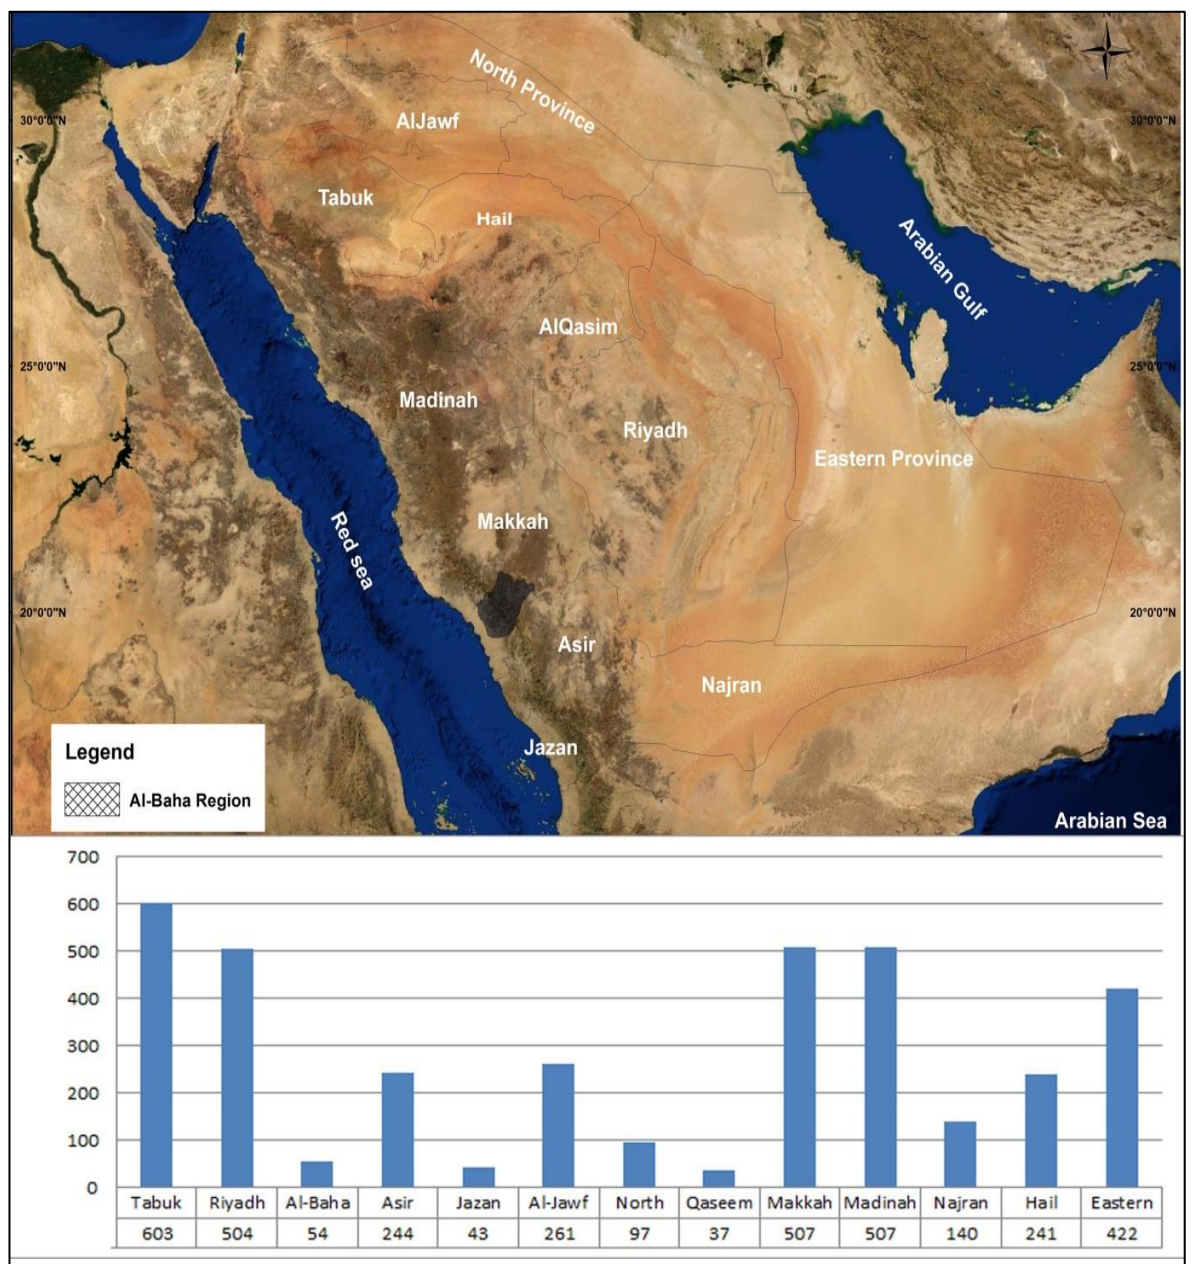 North Province
AlJawf
30°0'0"N 30°0'0"N
Tabuk
Hail
Arabian Gulf
AlQasim
25°0'0"N 25°0'0"N
Madinah
Riyadh
Eastern Province
Makkah
Red sea
20°0'0"N 20°0'0"N
Asir
Najran
Jazan
Legend
Al-Baha Region
Arabian Sea
700
600
500
400
300
200
100
0
Tabuk Riyadh Al-Baha Asir Jazan Al-Jawf North Qaseem Makkah Madinah Najran Hail Eastern
603 504 54 244 43 261 97 37 507 507 140 241 422